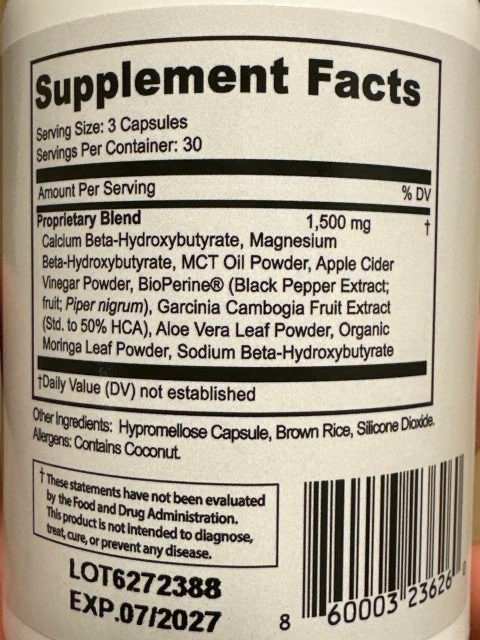 Supplement Facts
Serving Size: 3 Capsules
Servings Per Container: 30
Amount Per Serving % DV
Proprietary Blend 1,500 mg †
Calcium Beta-Hydroxybutyrate, Magnesium
Beta-Hydroxybutyrate, MCT Oil Powder, Apple Cider
Vinegar Powder, BioPerine® (Black Pepper Extract;
fruit; Piper nigrum), Garcinia Cambogia Fruit Extract
(Std. to 50% HCA), Aloe Vera Leaf Powder, Organic
Moringa Leaf Powder, Sodium Beta-Hydroxybutyrate
†Daily Value (DV) not established
Other Ingredients: Hypromellose Capsule, Brown Rice, Silicone Dioxide.
Allergens: Contains Coconut.
† These statements have not been evaluated
by the Food and Drug Administration.
This product is not intended to diagnose,
treat, cure, or prevent any disease.
LOT6272388
EXP.07/2027
8 60003 23626 0